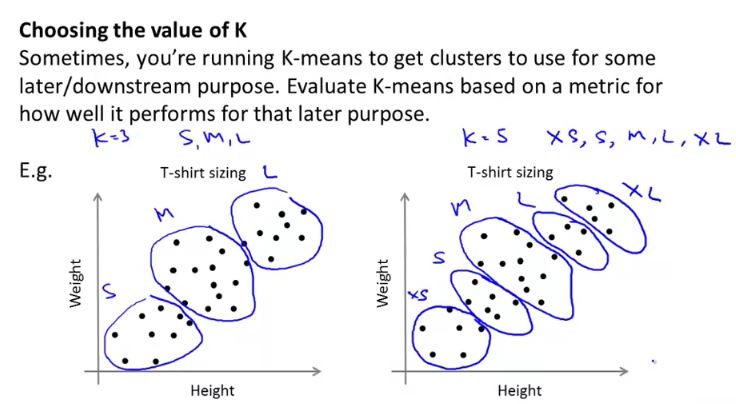 Choosing the value of K
Sometimes, you're running K-means to get clusters to use for some
later/downstream purpose. Evaluate K-means based on a metric for
how well it performs for that later purpose.
K=3 S, M, L
K=5 XS, S, M, L, XL
E.g.
T-shirt sizing
L
M
S
Weight
Height
T-shirt sizing
XL
L
M
S
XS
Weight
Height